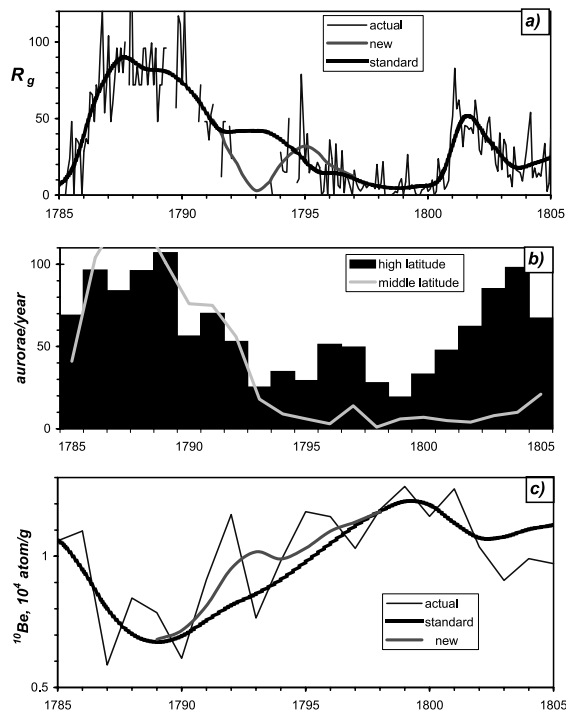 a)
actual
new
standard
100
50
0
Rg
1785 1790 1795 1800 1805
b)
high latitude
middle latitude
100
50
0
aurorae/year
1785 1790 1795 1800 1805
c)
1
0.5
10Be, 10^4 atom/g
actual
standard
new
1785 1790 1795 1800 1805